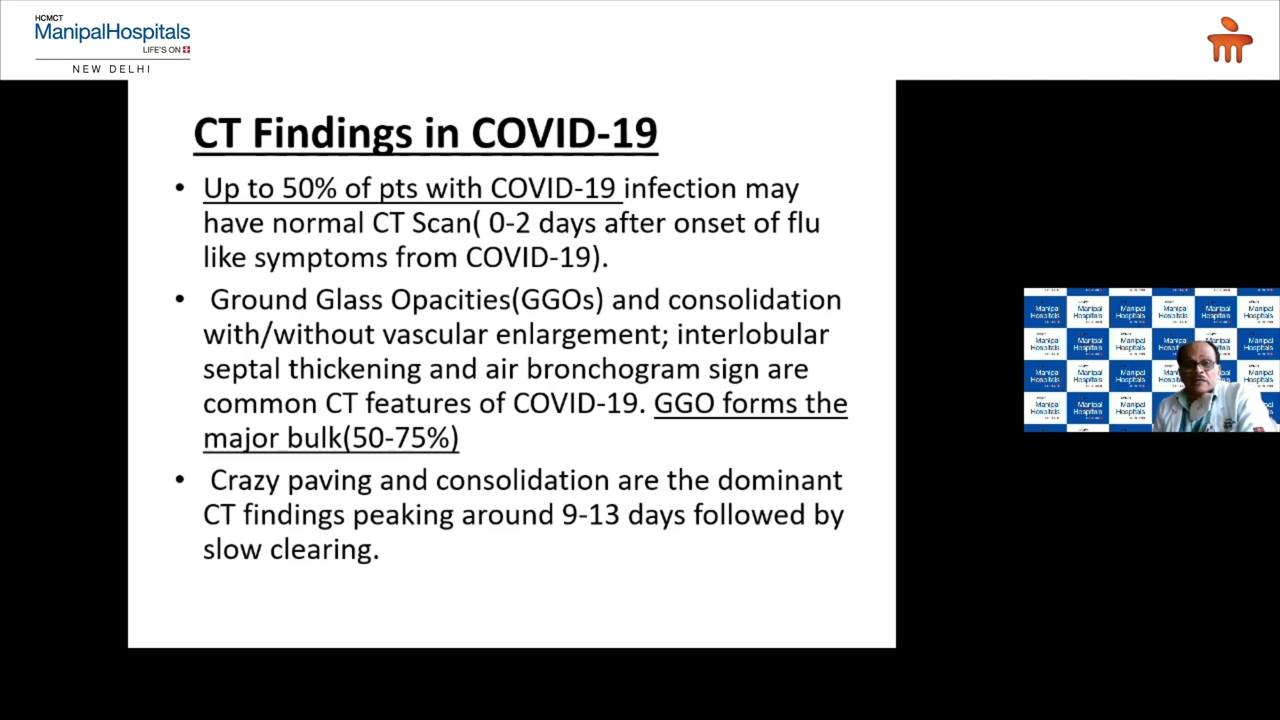 HCMCT
ManipalHospitals
LIFE'S ON
NEW DELHI
CT Findings in COVID-19
• Up to 50% of pts with COVID-19 infection may
have normal CT Scan( 0-2 days after onset of flu
like symptoms from COVID-19).
• Ground Glass Opacities(GGOs) and consolidation
with/without vascular enlargement; interlobular
septal thickening and air bronchogram sign are
common CT features of COVID-19. GGO forms the
major bulk(50-75%)
• Crazy paving and consolidation are the dominant
CT findings peaking around 9-13 days followed by
slow clearing.
Manipal
Hospitals